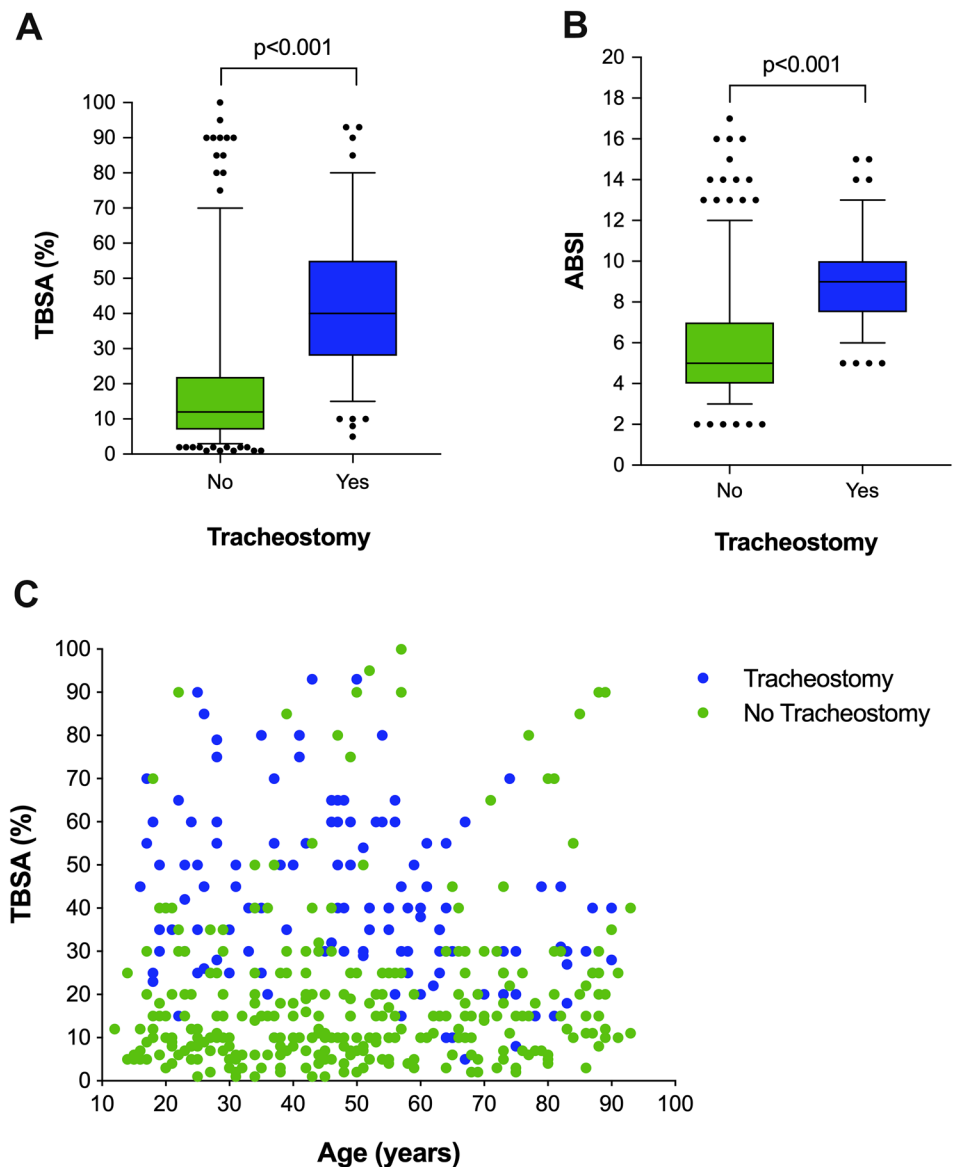 A
p<0.001
TBSA (%)
100
90
80
70
60
50
40
30
20
10
0
No Yes
Tracheostomy
B
p<0.001
ABSI
20
18
16
14
12
10
8
6
4
2
0
No Yes
Tracheostomy
C
TBSA (%)
100
90
80
70
60
50
40
30
20
10
0
10 20 30 40 50 60 70 80 90 100
Age (years)
Tracheostomy
No Tracheostomy